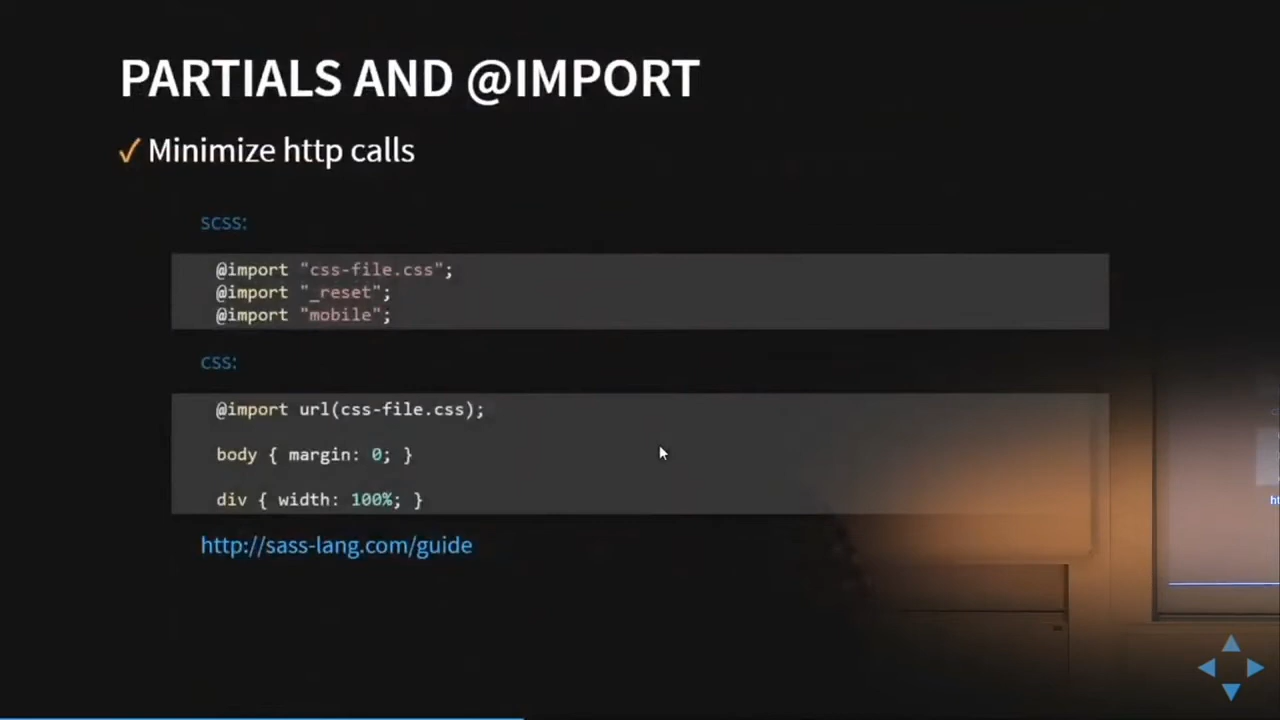 PARTIALS AND @IMPORT
✓ Minimize http calls
scss:
@import "css-file.css";
@import "_reset";
@import "mobile";
css:
@import url(css-file.css);
body { margin: 0; }
div { width: 100%; }
http://sass-lang.com/guide